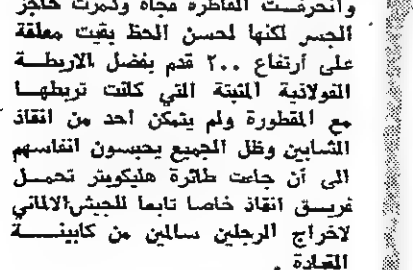 وانحرفت القاطرة فجأة ودمرت حاجز
الجسر لكنها لحسن الحظ بقيت معلقة
على أرتفاع ٢٠٠ قدم بفضل الاربطة
الفولاذية المتينة التي كانت تربطها
مع المقطورة ولم يتمكن أحد من انقاذ
الشابين وظل الجميع يحبسون انفاسهم
الى أن جاءت طائرة هليكوبتر تحمل
فريق انقاذ خاصا تابعا للجيش الالماني
لاخراج الرجلين سالمين من كابينة
القيادة .